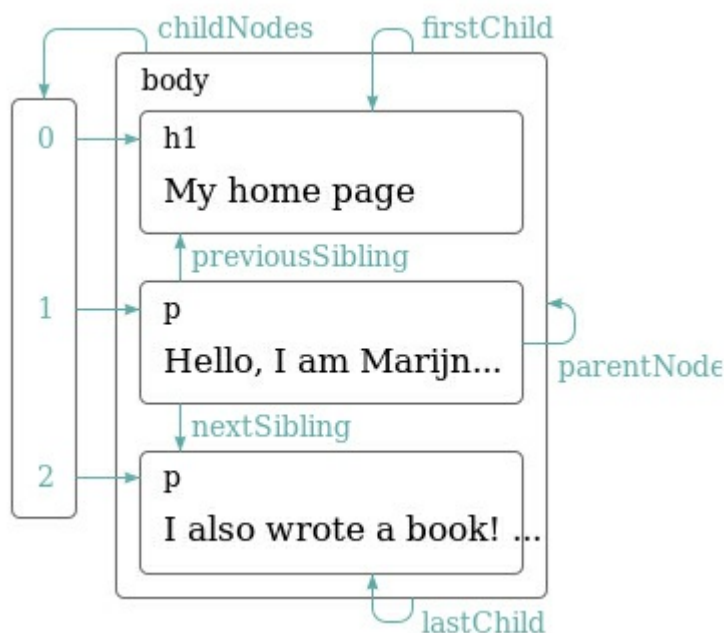 childNodes
firstChild
body
0
h1
My home page
previousSibling
1
p
Hello, I am Marijn...
parentNode
nextSibling
2
p
I also wrote a book! ...
lastChild